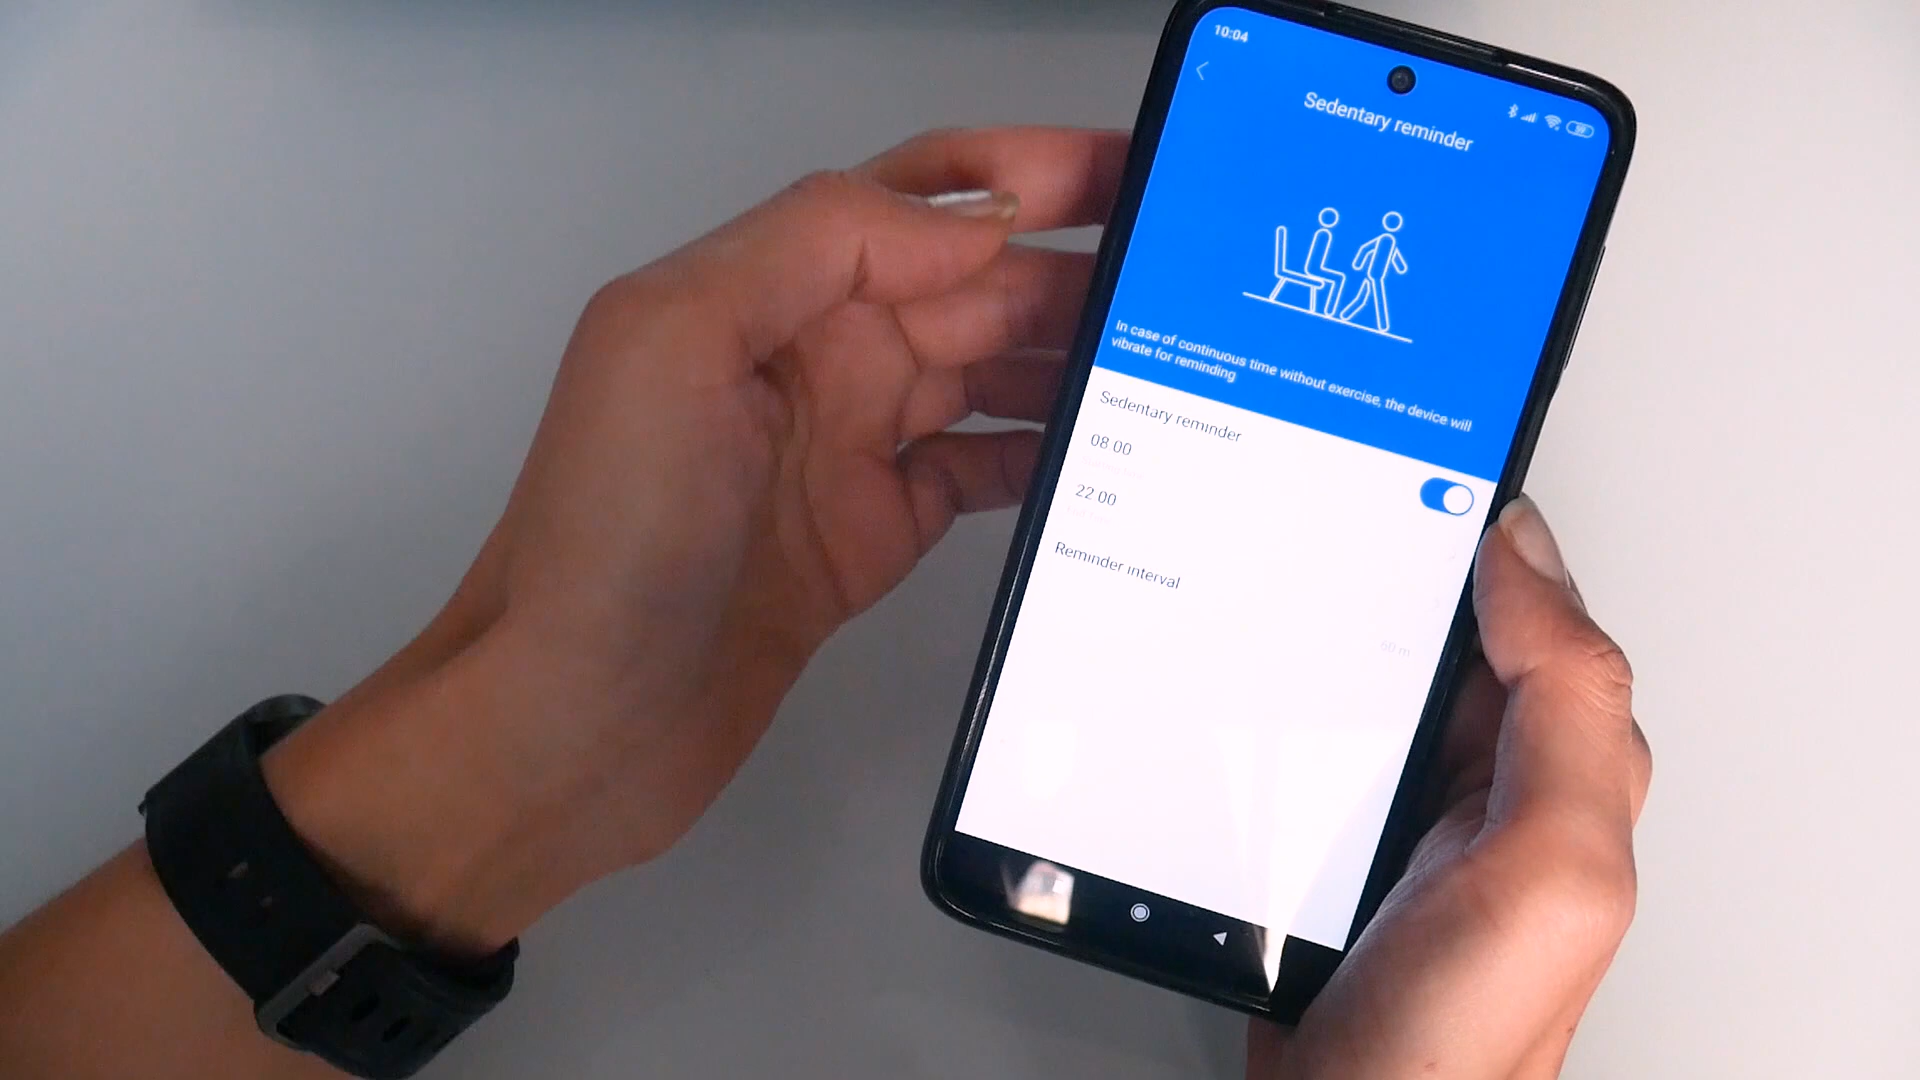 10:04
Sedentary reminder
In case of continuous time without exercise, the device will
vibrate for reminding
Sedentary reminder
08 00
22 00
Reminder interval
60 m